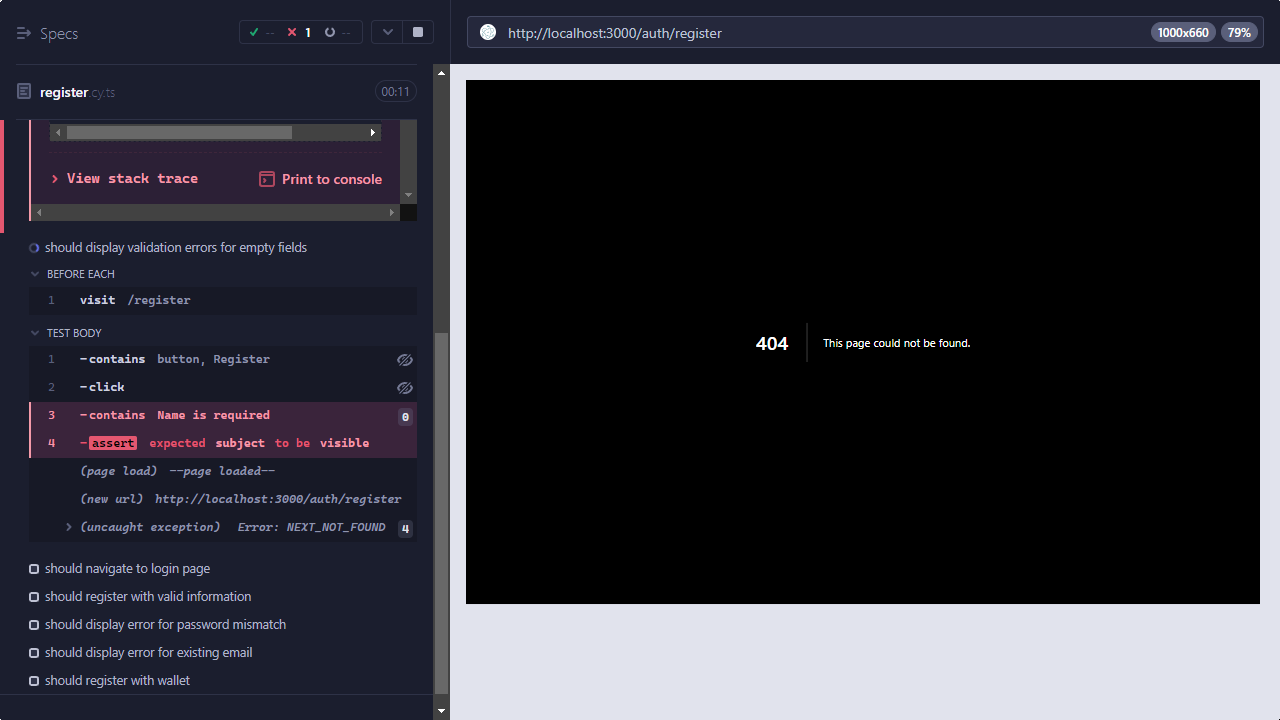 Specs
-- 1 --
http://localhost:3000/auth/register
1000x660 79%
register.cy.ts 00:11
View stack trace
Print to console
should display validation errors for empty fields
BEFORE EACH
1 visit /register
TEST BODY
1 -contains button, Register
2 -click
3 -contains Name is required 0
4 -assert expected subject to be visible
(page load) --page loaded--
(new url) http://localhost:3000/auth/register
(uncaught exception) Error: NEXT_NOT_FOUND 4
should navigate to login page
should register with valid information
should display error for password mismatch
should display error for existing email
should register with wallet
404
This page could not be found.